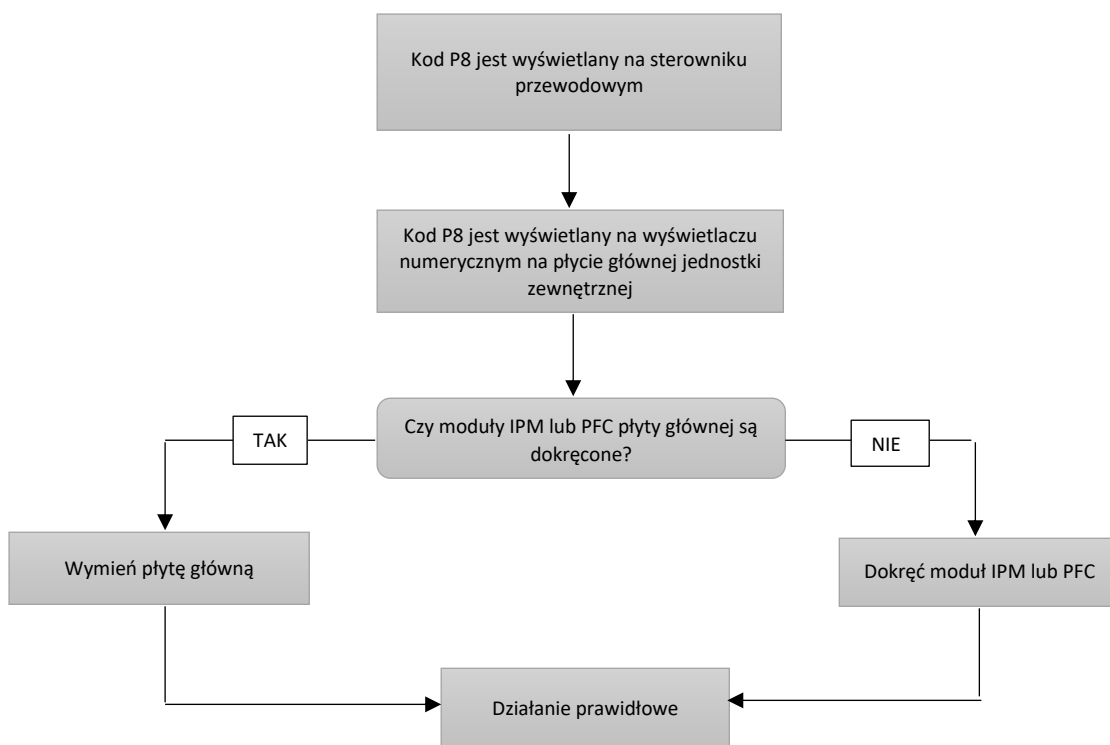 Kod P8 jest wyświetlany na sterowniku
przewodowym
Kod P8 jest wyświetlany na wyświetlaczu
numerycznym na płycie głównej jednostki
zewnętrznej
Czy moduły IPM lub PFC płyty głównej są
dokręcone?
TAK
NIE
Wymień płytę główną
Dokręć moduł IPM lub PFC
Działanie prawidłowe